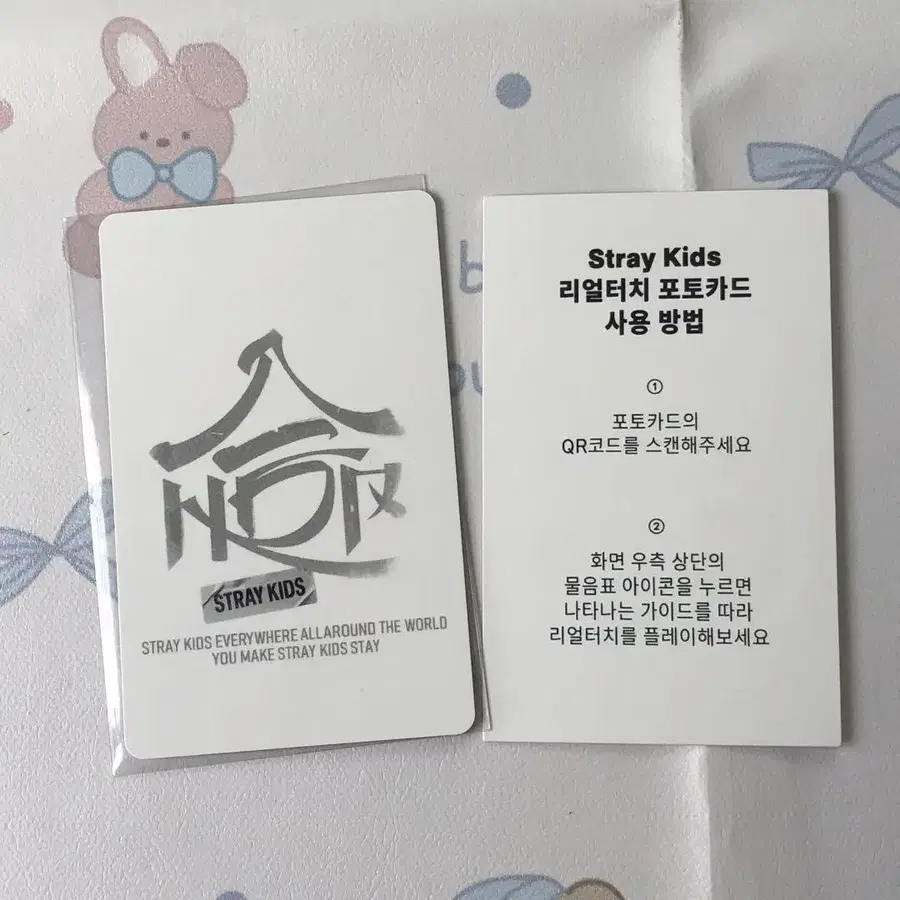 STRAY KIDS
STRAY KIDS EVERYWHERE ALLAROUND THE WORLD
YOU MAKE STRAY KIDS STAY
Stray Kids
리얼터치 포토카드
사용 방법
①
포토카드의
QR코드를 스캔해주세요
②
화면 우측 상단의
물음표 아이콘을 누르면
나타나는 가이드를 따라
리얼터치를 플레이해보세요